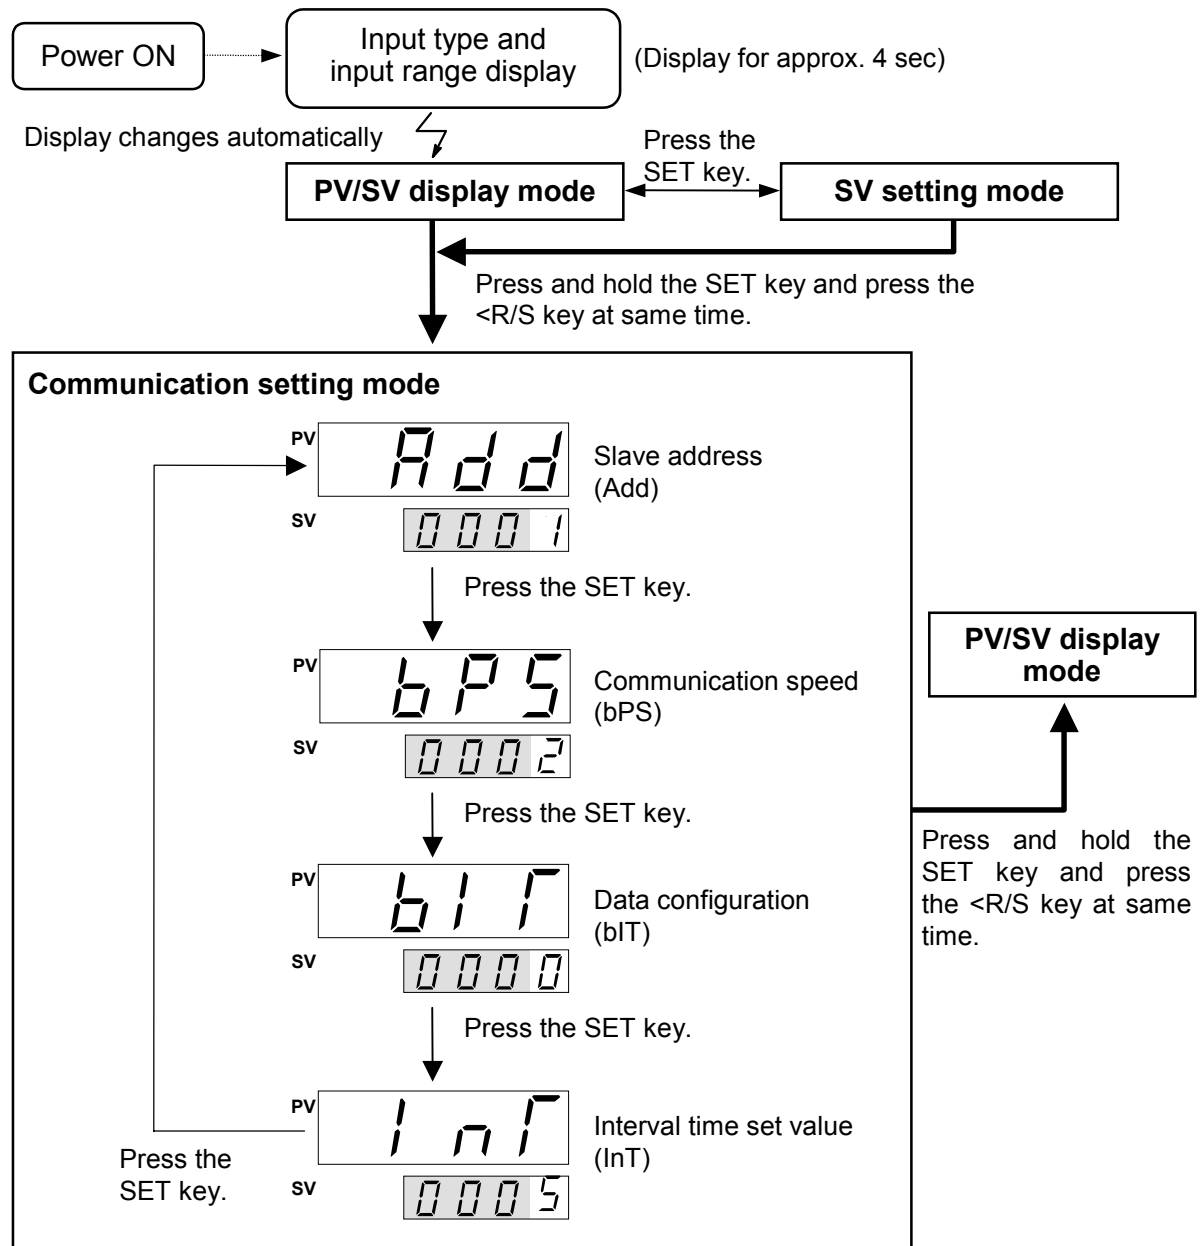 Power ON
Input type and
input range display
(Display for approx. 4 sec)
Display changes automatically
Press the
SET key.
PV/SV display mode
SV setting mode
Press and hold the SET key and press the
<R/S key at same time.
Communication setting mode
PV
Add
Slave address
(Add)
SV
0001
Press the SET key.
PV
bPS
Communication speed
(bPS)
SV
0002
Press the SET key.
PV/SV display
mode
Press and hold the
SET key and press
the <R/S key at same
time.
PV
bIT
Data configuration
(bIT)
SV
0000
Press the SET key.
PV
InT
Interval time set value
(InT)
Press the
SET key.
SV
0005